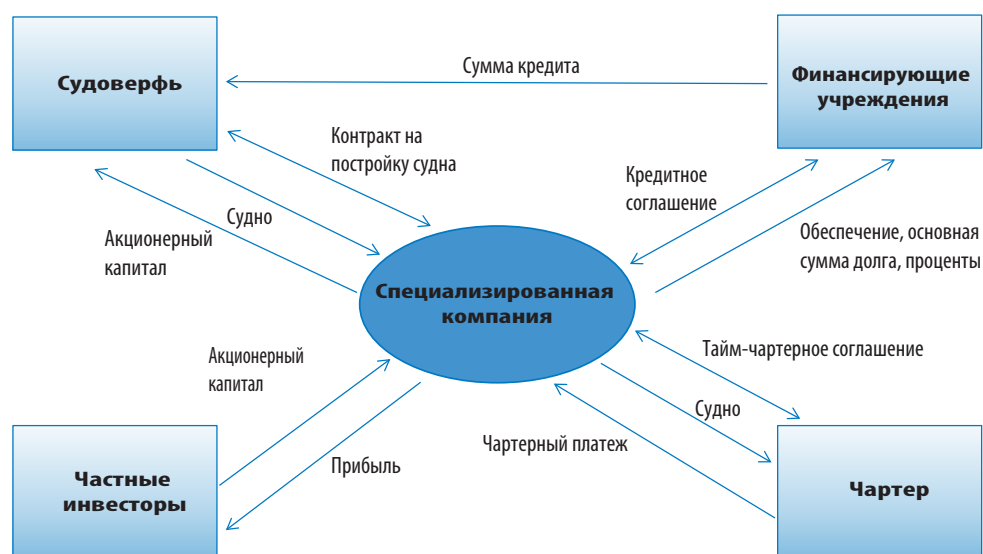 Судоверфь
Сумма кредита
Финансирующие
учреждения
Контракт на
постройку судна
Кредитное
соглашение
Судно
Акционерный
капитал
Обеспечение, основная
сумма долга, проценты
Специализированная
компания
Акционерный
капитал
Тайм-чартерное соглашение
Судно
Чартерный платеж
Прибыль
Частные
инвесторы
Чартер